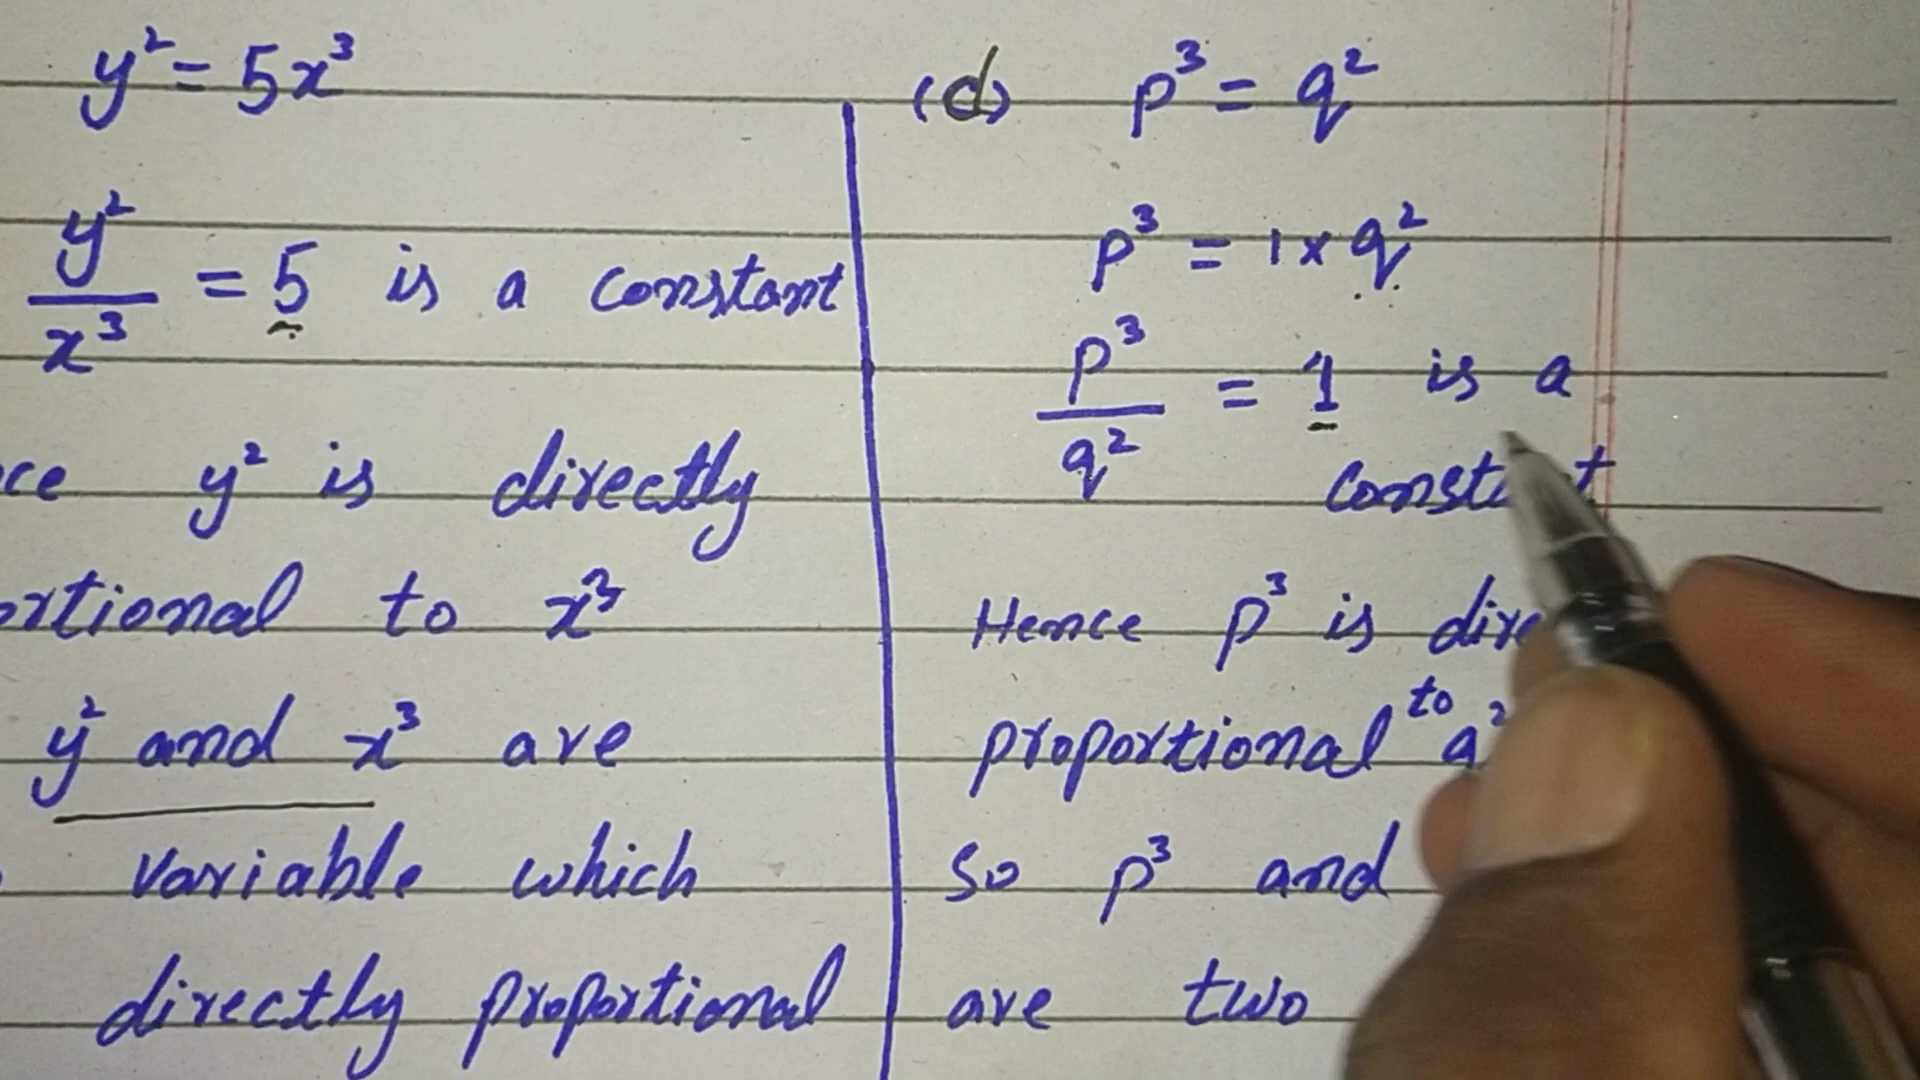 y² = 5x³
y²/x³ = 5 is a constant
y² is directly
to x³
y² and x³ are
variable which
directly proportional
(d) p³ = q²
p³ = 1 × q²
p³/q² = 1 is a
Hence p³ is
proportional to q²
So p³ and
are two